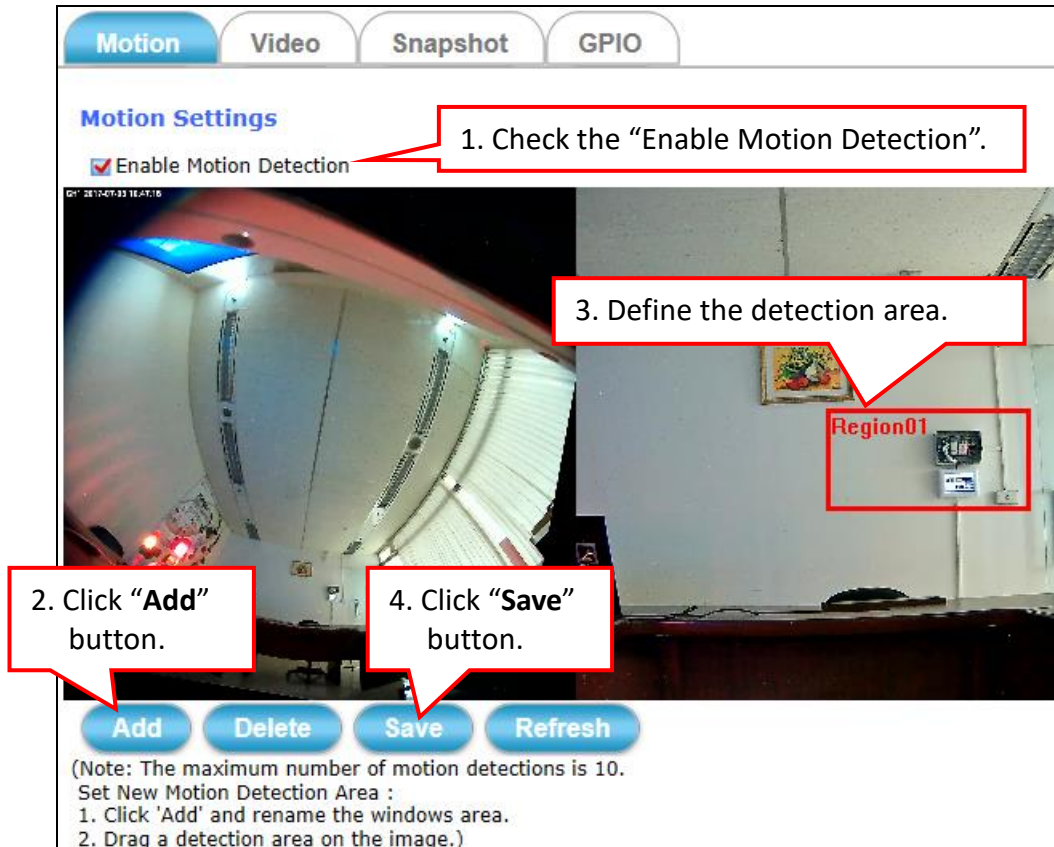 Motion Video Snapshot GPIO
Motion Settings
1. Check the “Enable Motion Detection”.
Enable Motion Detection
2017-07-03
3. Define the detection area.
Region01
2. Click “Add”
button.
4. Click “Save”
button.
Add Delete Save Refresh
(Note: The maximum number of motion detections is 10.
Set New Motion Detection Area :
1. Click 'Add' and rename the windows area.
2. Drag a detection area on the image.)